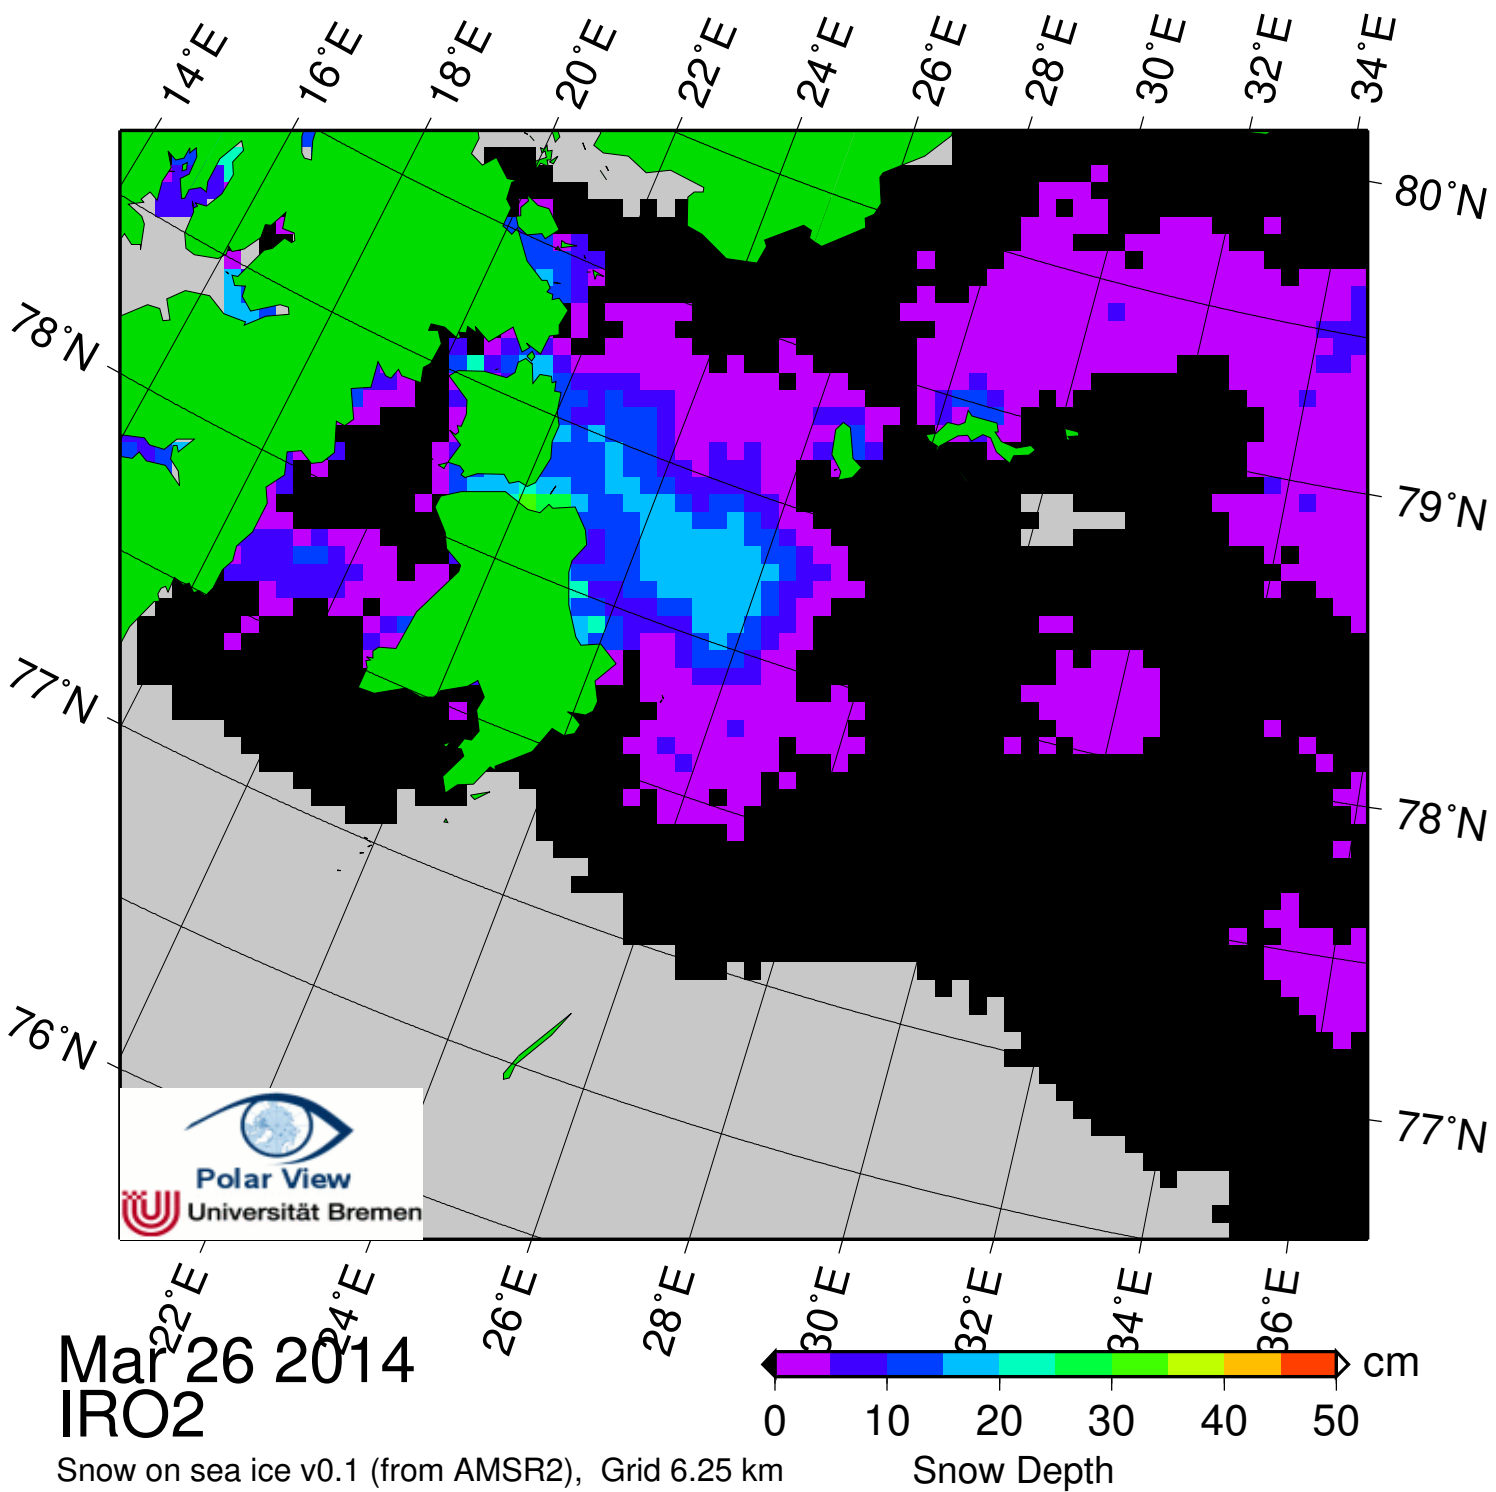 14°E 16°E 18°E 20°E 22°E 24°E 26°E 28°E 30°E 32°E 34°E
80°N
78°N
79°N
77°N
78°N
76°N
77°N
Polar View
Universität Bremen
22°E 24°E 26°E 28°E 30°E 32°E 34°E 36°E
Mar 26 2014
cm
IRO2
0 10 20 30 40 50
Snow on sea ice v0.1 (from AMSR2), Grid 6.25 km
Snow Depth